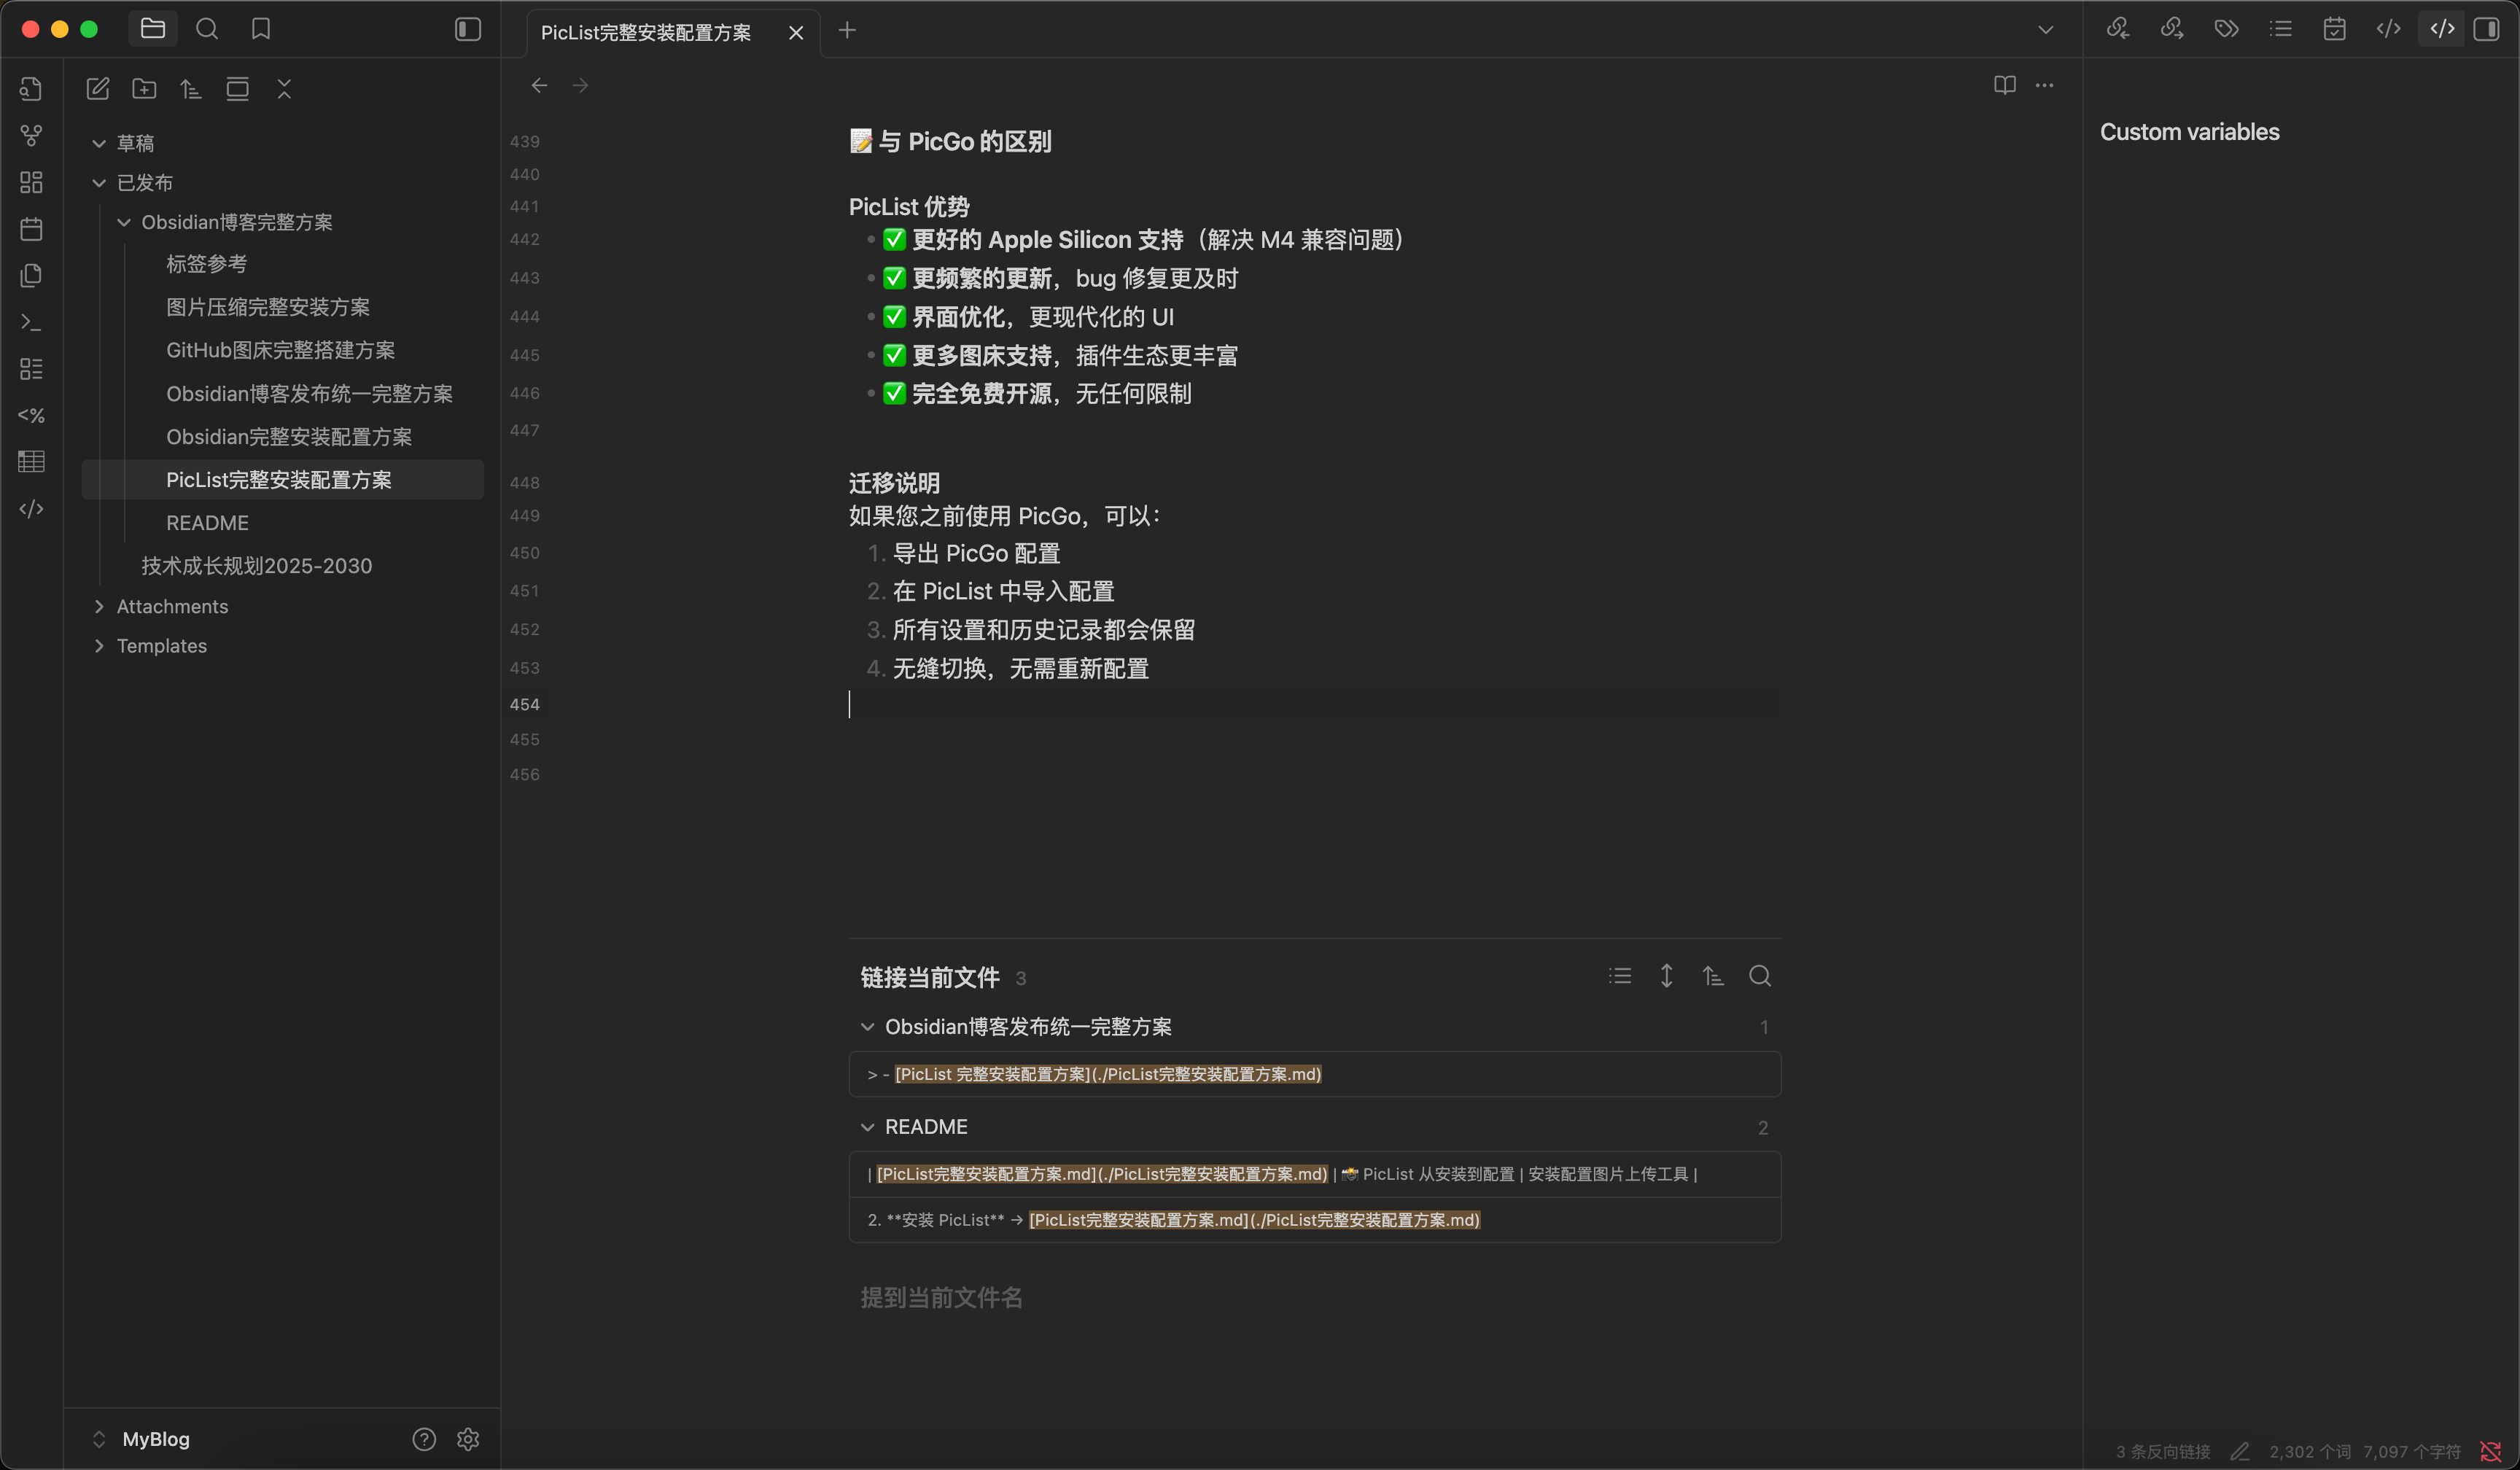 PicList完整安装配置方案
草稿
已发布
Obsidian博客完整方案
标签参考
图片压缩完整安装方案
GitHub图床完整搭建方案
Obsidian博客发布统一完整方案
Obsidian完整安装配置方案
PicList完整安装配置方案
README
技术成长规划2025-2030
Attachments
Templates
MyBlog
439 📝 与 PicGo 的区别
440
441 PicList 优势
442 • ✅ 更好的 Apple Silicon 支持（解决 M4 兼容问题）
443 • ✅ 更频繁的更新，bug 修复更及时
444 • ✅ 界面优化，更现代化的 UI
445 • ✅ 更多图床支持，插件生态更丰富
446 • ✅ 完全免费开源，无任何限制
447
448 迁移说明
449 如果您之前使用 PicGo，可以：
450 1. 导出 PicGo 配置
451 2. 在 PicList 中导入配置
452 3. 所有设置和历史记录都会保留
453 4. 无缝切换，无需重新配置
454
455
456
链接当前文件 3
Obsidian博客发布统一完整方案 1
> - [PicList 完整安装配置方案](./PicList完整安装配置方案.md)
README 2
| [PicList完整安装配置方案.md](./PicList完整安装配置方案.md) | 📸 PicList 从安装到配置 | 安装配置图片上传工具 |
2. **安装 PicList** → [PicList完整安装配置方案.md](./PicList完整安装配置方案.md)
提到当前文件名
Custom variables
3 条反向链接 2,302 个词 7,097 个字符